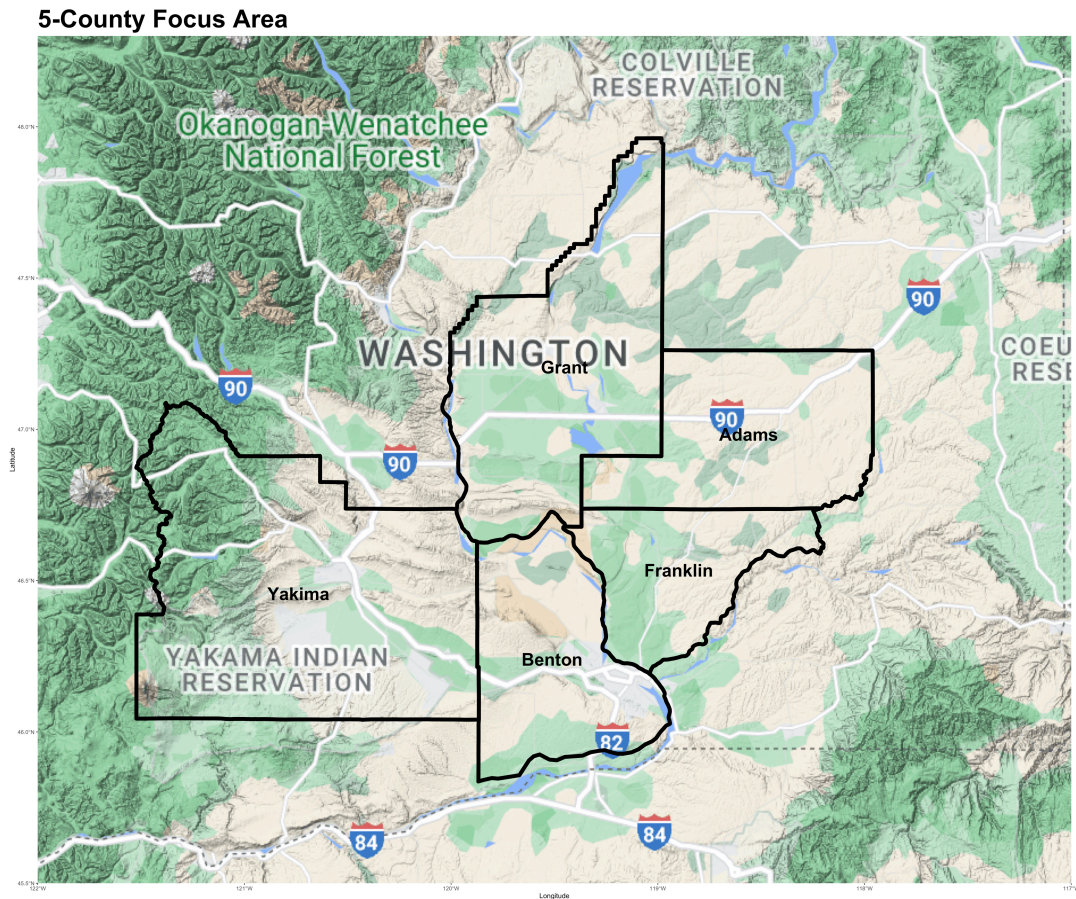 5-County Focus Area
COLVILLE
RESERVATION
Okanogan-Wenatchee
National Forest
48.0°N
47.5°N
90
WASHINGTON
COEU
RESE
Grant
90
90
Adams
47.0°N
90
Latitude
46.5°N
Franklin
Yakima
YAKAMA INDIAN
RESERVATION
Benton
46.0°N
82
84
84
45.5°N
122°W
121°W
120°W
119°W
118°W
117°
Longitude